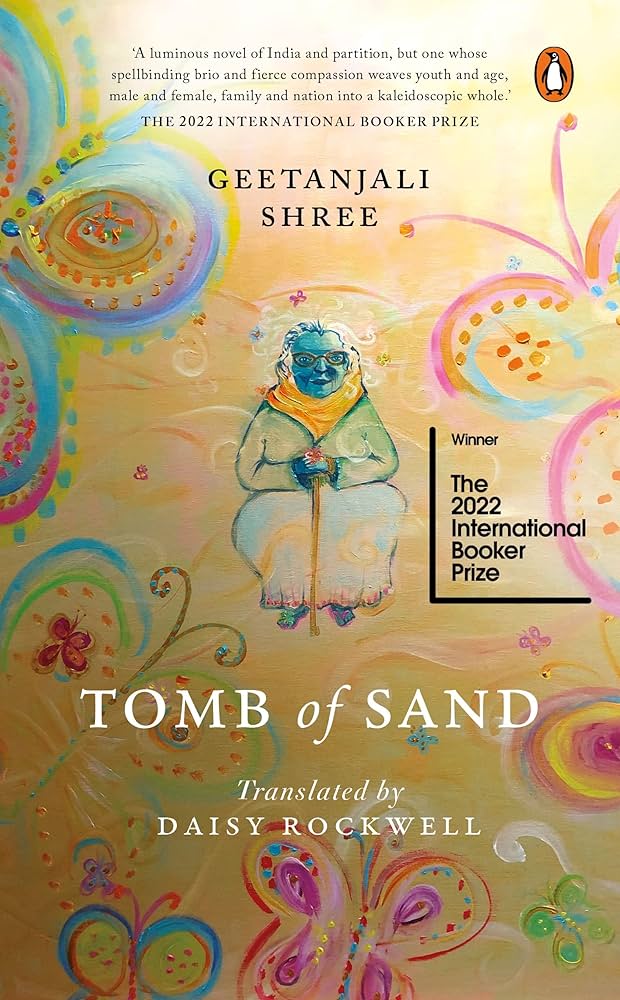 ‘A luminous novel of India and partition, but one whose
spellbinding brio and fierce compassion weaves youth and age,
male and female, family and nation into a kaleidoscopic whole.’
THE 2022 INTERNATIONAL BOOKER PRIZE
GEETANJALI
SHREE
Winner
The
2022
International
Booker
Prize
TOMB of SAND
Translated by
DAISY ROCKWELL